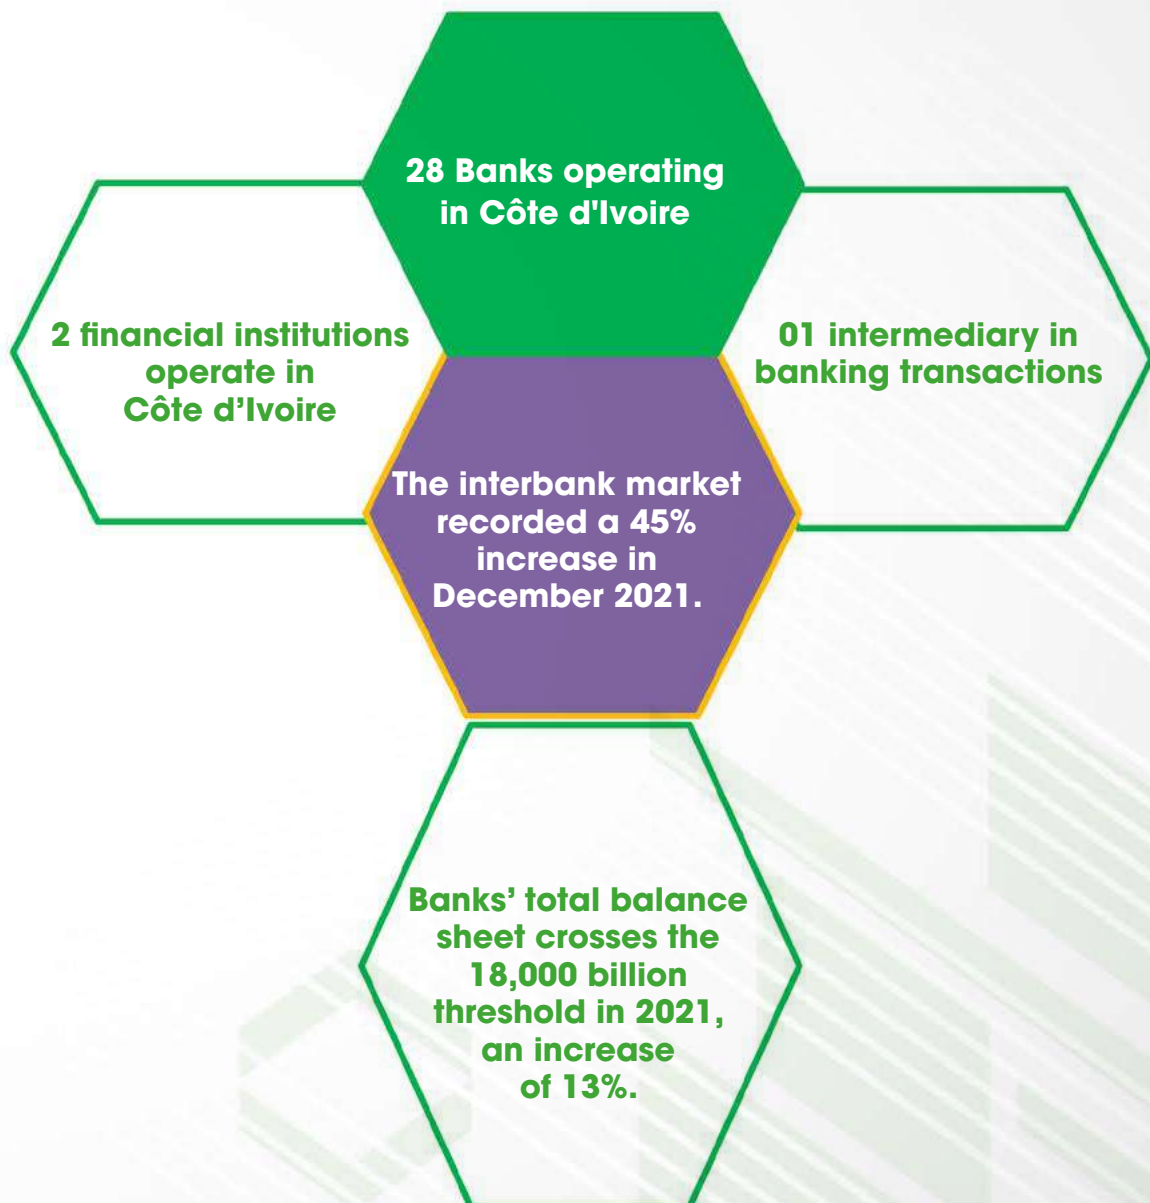 28 Banks operating
in Côte d'Ivoire
2 financial institutions
operate in
Côte d’Ivoire
01 intermediary in
banking transactions
The interbank market
recorded a 45%
increase in
December 2021.
Banks’ total balance
sheet crosses the
18,000 billion
threshold in 2021,
an increase
of 13%.